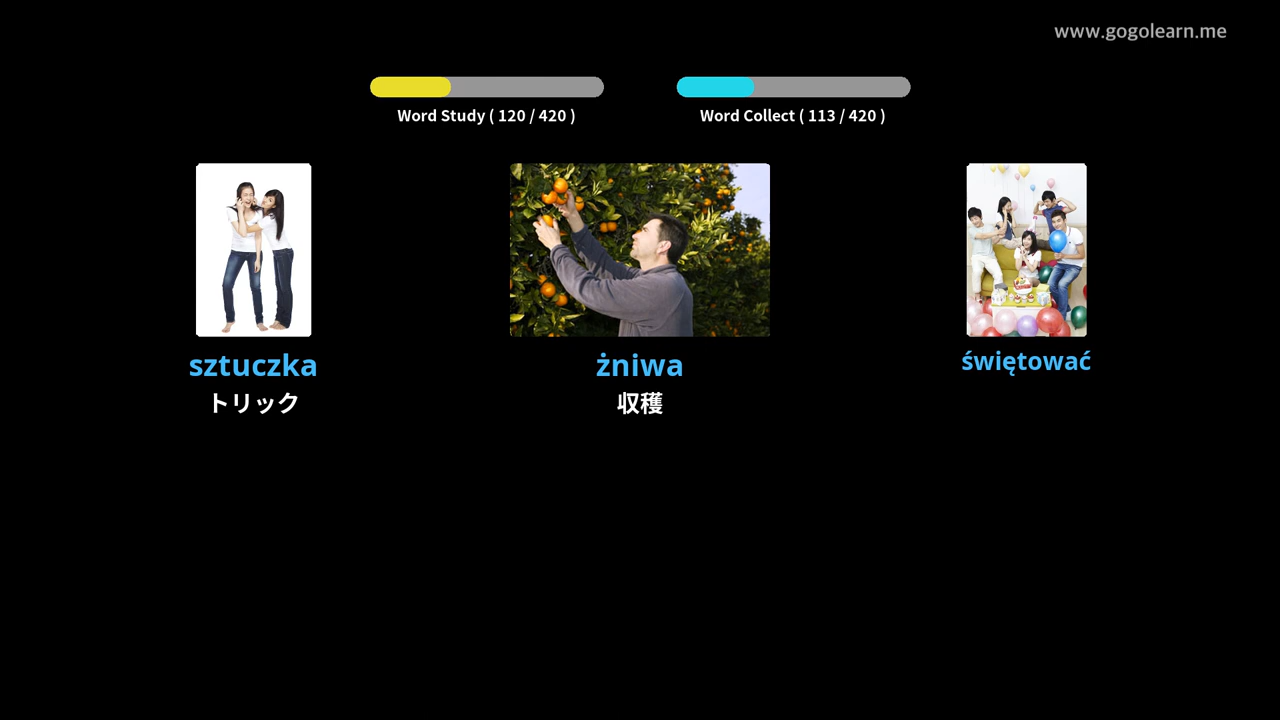 www.gogolearn.me
Word Study ( 120 / 420 )
Word Collect ( 113 / 420 )
sztuczka
トリック
żniwa
収穫
świętować